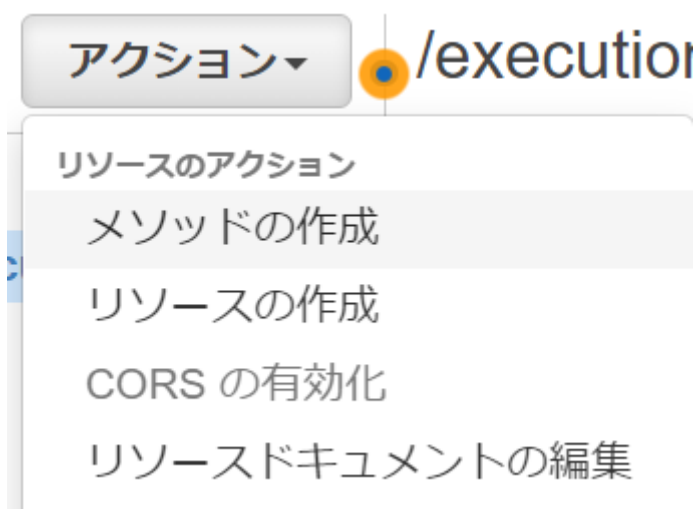 アクション
/execution
リソースのアクション
メソッドの作成
リソースの作成
CORS の有効化
リソースドキュメントの編集